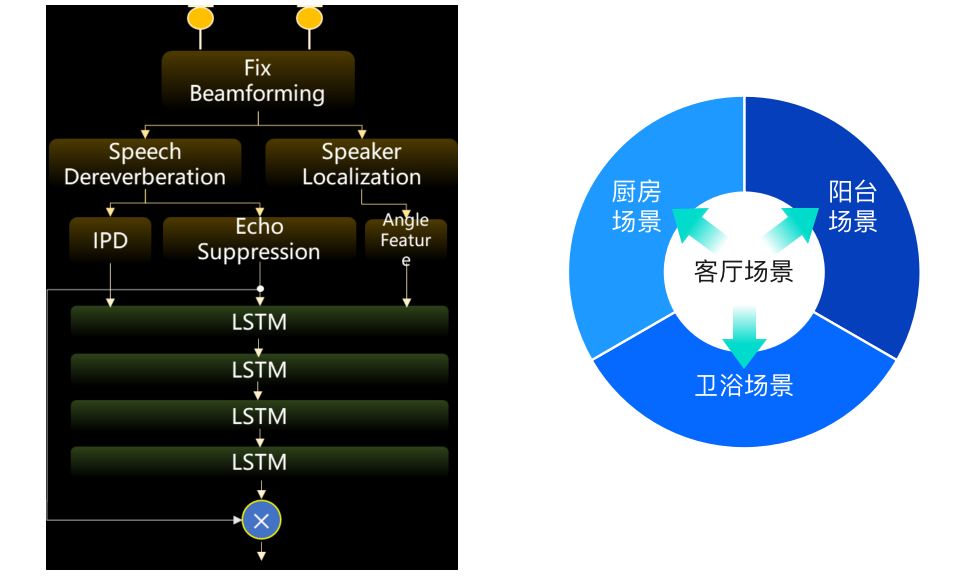 Fix
Beamforming
Speech
Dereverberation
Speaker
Localization
IPD
Echo
Suppression
Angle
Featur
e
LSTM
LSTM
LSTM
LSTM
厨房
场景
阳台
场景
客厅场景
卫浴场景